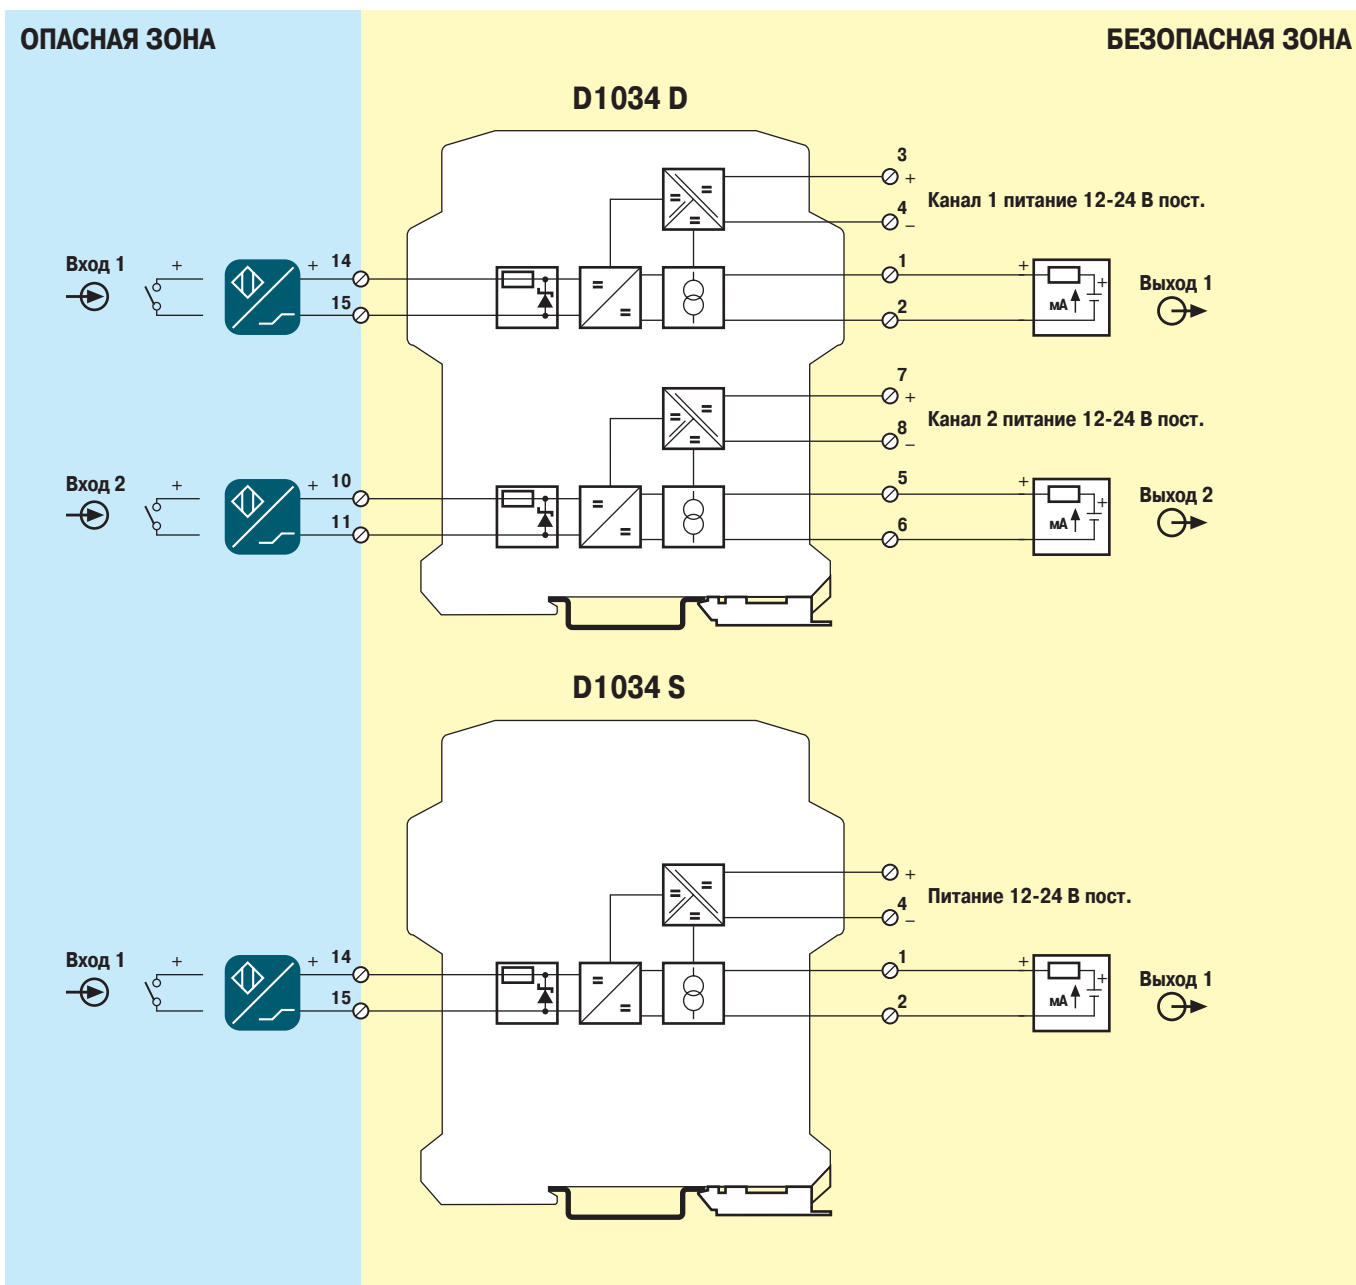 ОПАСНАЯ ЗОНА
БЕЗОПАСНАЯ ЗОНА
D1034 D
3
+
Канал 1 питание 12-24 В пост.
4
–
Вход 1
+
+ 14
15
1
2
+
-
+
мА
Выход 1
7
+
Канал 2 питание 12-24 В пост.
8
–
Вход 2
+
+ 10
11
5
6
+
-
+
мА
Выход 2
D1034 S
+
Питание 12-24 В пост.
4
–
Вход 1
+
+ 14
15
1
2
+
-
+
мА
Выход 1